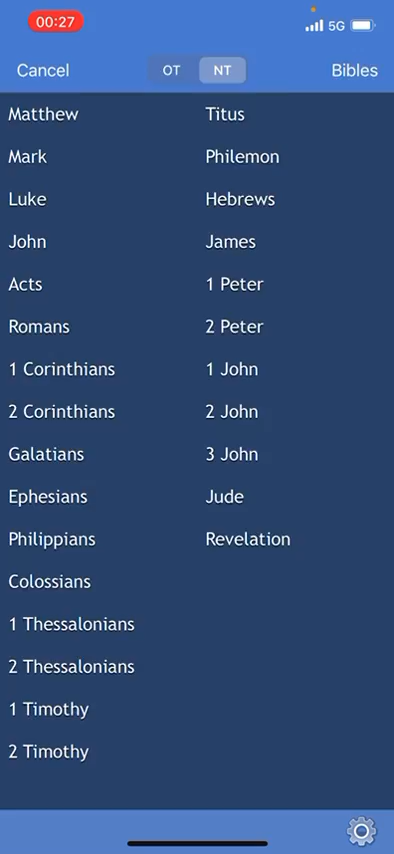 00:27
5G
Cancel
OT
NT
Bibles
Matthew
Mark
Luke
John
Acts
Romans
1 Corinthians
2 Corinthians
Galatians
Ephesians
Philippians
Colossians
1 Thessalonians
2 Thessalonians
1 Timothy
2 Timothy
Titus
Philemon
Hebrews
James
1 Peter
2 Peter
1 John
2 John
3 John
Jude
Revelation